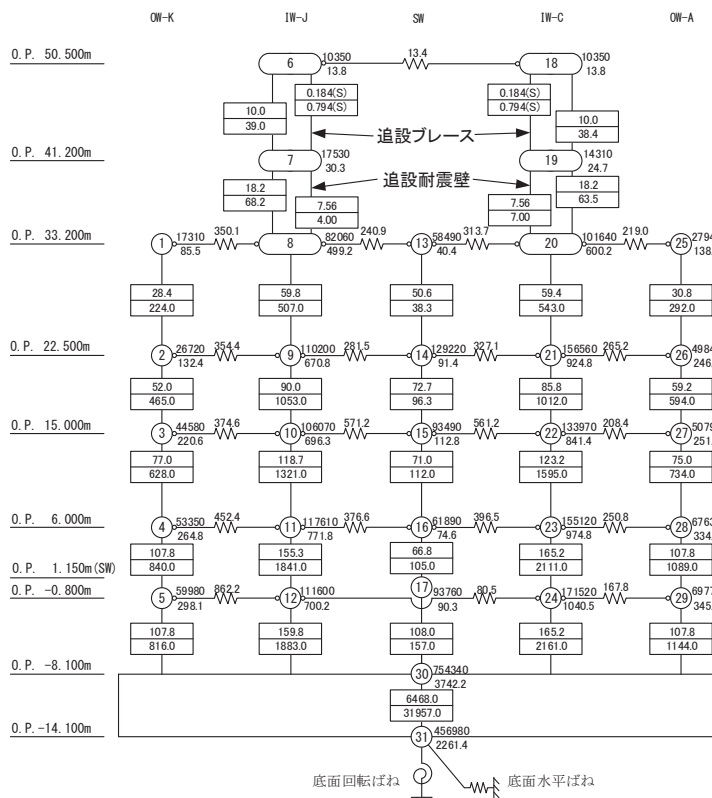 OW-K IW-J SW IW-C OW-A
O.P. 50.500m 6 10350 13.4 18 10350
13.8 13.8
0.184(S) 0.184(S)
10.0 0.794(S) 0.794(S) 10.0
39.0 38.4
追設ブレース
O.P. 41.200m 7 17530 19 14310
30.3 24.7
18.2 追設耐震壁 18.2
68.2 63.5
7.56 7.56
4.00 7.00
O.P. 33.200m 1 17310 350.1 8 82060 240.9 13 58490 313.7 20 101640 219.0 25 2794
85.5 499.2 40.4 600.2 138.
28.4 59.8 50.6 59.4 30.8
224.0 507.0 38.3 543.0 292.0
O.P. 22.500m 2 26720 354.4 9 110200 281.5 14 129220 327.1 21 156560 265.2 26 4984
132.4 670.8 91.4 924.8 246.
52.0 90.0 72.7 85.8 59.2
465.0 1053.0 96.3 1012.0 594.0
O.P. 15.000m 3 44580 374.6 10 106070 571.2 15 93490 561.2 22 133970 208.4 27 5079
220.6 696.3 112.8 841.4 251.
77.0 118.7 71.0 123.2 75.0
628.0 1321.0 112.0 1595.0 734.0
O.P. 6.000m 4 53350 452.4 11 117610 376.6 16 61890 396.5 23 155120 250.8 28 6763
264.8 771.8 74.6 974.8 334.
107.8 155.3 66.8 165.2 107.8
840.0 1841.0 105.0 2111.0 1089.0
O.P. 1.150m(SW) 17
O.P. -0.800m 5 59980 862.2 12 111600 93760 80.5 24 171520 167.8 29 6977
298.1 700.2 90.3 1040.5 345.
107.8 159.8 108.0 165.2 107.8
816.0 1883.0 157.0 2161.0 1144.0
O.P. -8.100m 30 754340
3742.2
6468.0
31957.0
O.P.-14.100m 31 456980
2261.4
底面回転ばね 底面水平ばね